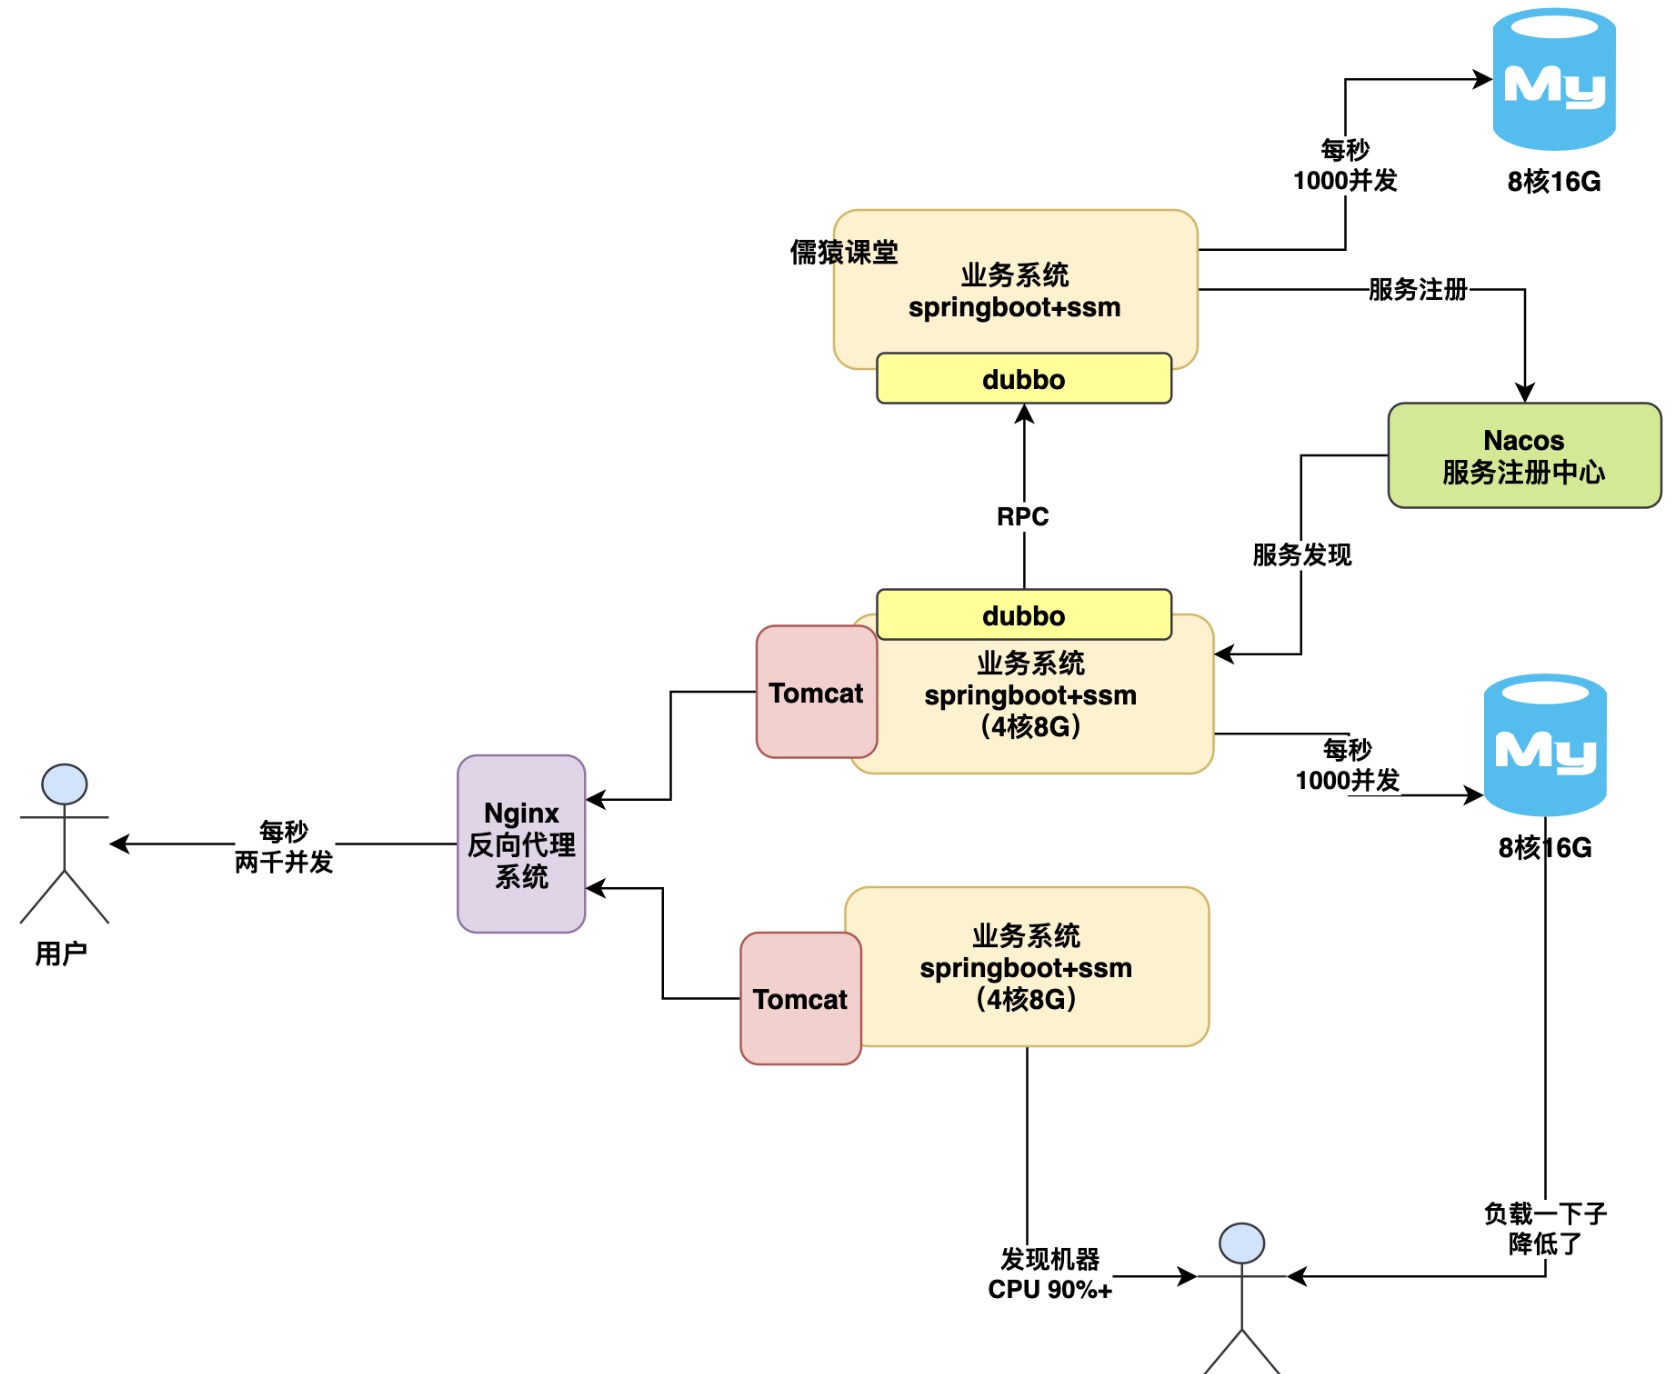 My
8核16G
每秒
1000并发
儒猿课堂
业务系统
springboot+ssm
dubbo
服务注册
Nacos
服务注册中心
RPC
服务发现
dubbo
Tomcat
业务系统
springboot+ssm
（4核8G）
每秒
1000并发
My
8核16G
Nginx
反向代理
系统
每秒
两千并发
用户
Tomcat
业务系统
springboot+ssm
（4核8G）
发现机器
CPU 90%+
负载一下子
降低了